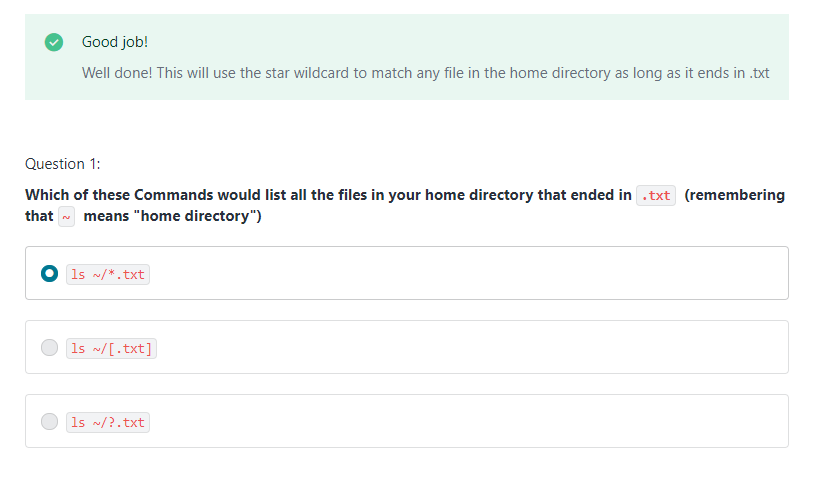 Good job!
Well done! This will use the star wildcard to match any file in the home directory as long as it ends in .txt
Question 1:
Which of these Commands would list all the files in your home directory that ended in .txt (remembering
that ~ means "home directory")
ls ~/*.txt
ls ~/[.txt]
ls ~/?.txt